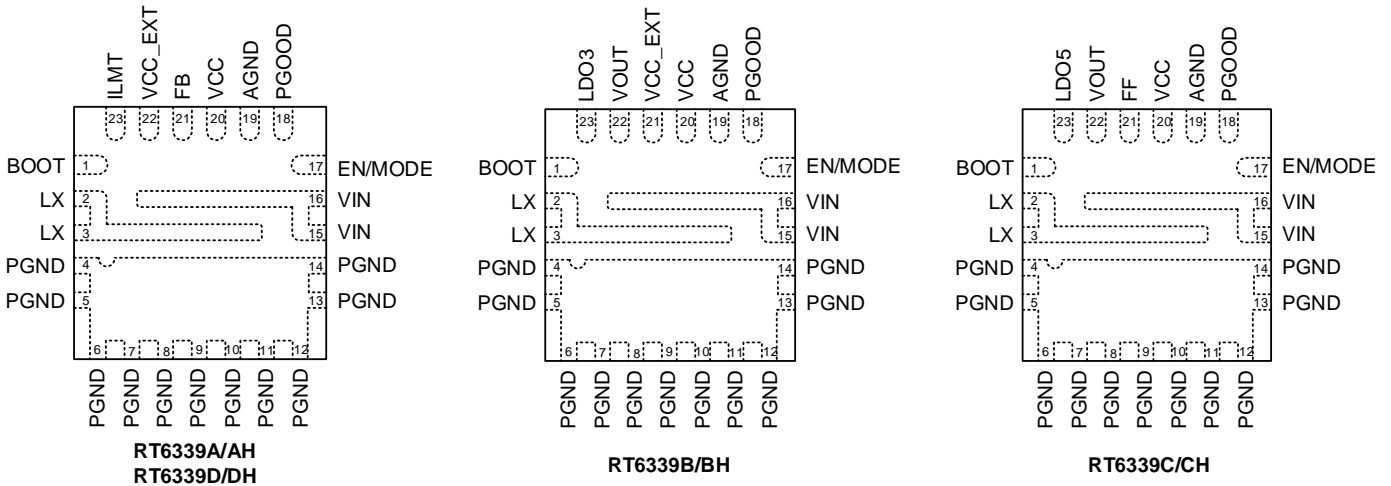 ILMT
VCC_EXT
FB
VCC
AGND
PGOOD
23 22 21 20 19 18
BOOT 1 17 EN/MODE
LX 2 16 VIN
LX 3 15 VIN
PGND 4 14 PGND
PGND 5 13 PGND
6 7 8 9 10 11 12
PGND PGND PGND PGND PGND PGND PGND
RT6339A/AH
RT6339D/DH
LDO3
VOUT
VCC_EXT
VCC
AGND
PGOOD
23 22 21 20 19 18
BOOT 1 17 EN/MODE
LX 2 16 VIN
LX 3 15 VIN
PGND 4 14 PGND
PGND 5 13 PGND
6 7 8 9 10 11 12
PGND PGND PGND PGND PGND PGND PGND
RT6339B/BH
LDO5
VOUT
FF
VCC
AGND
PGOOD
23 22 21 20 19 18
BOOT 1 17 EN/MODE
LX 2 16 VIN
LX 3 15 VIN
PGND 4 14 PGND
PGND 5 13 PGND
6 7 8 9 10 11 12
PGND PGND PGND PGND PGND PGND PGND
RT6339C/CH